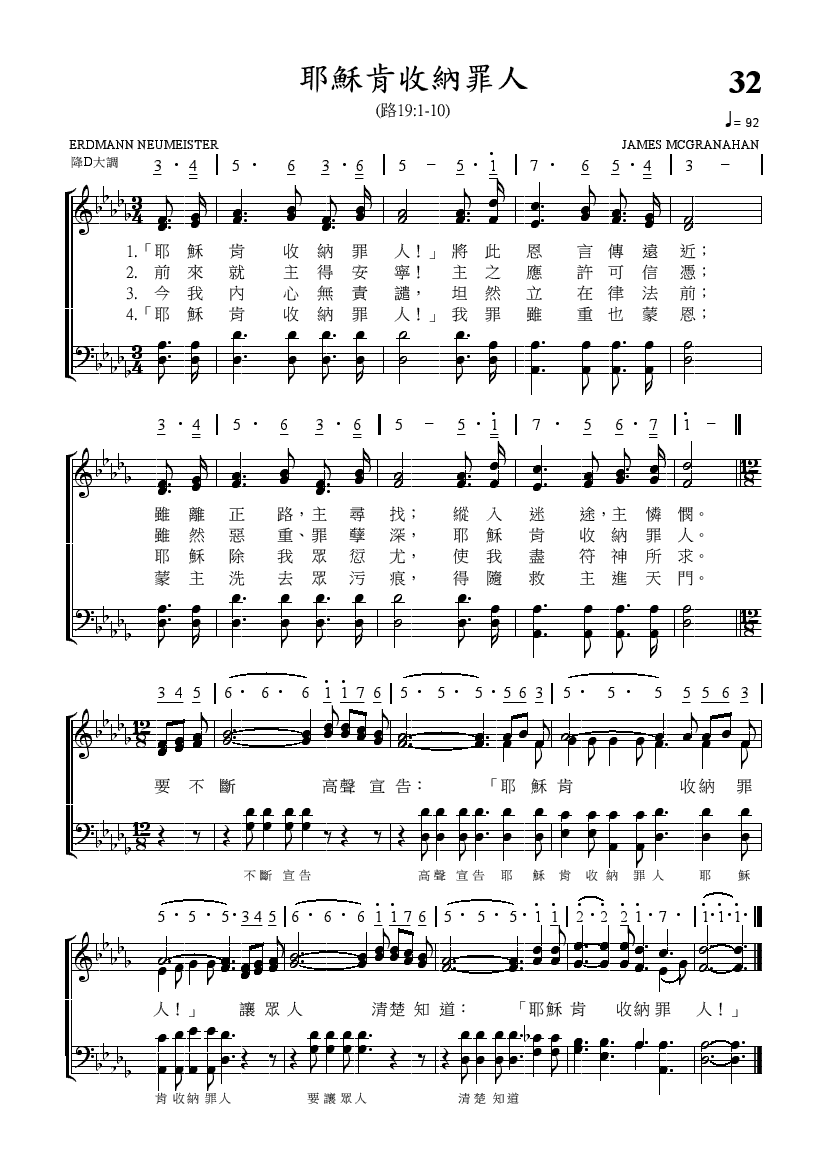 耶穌肯收納罪人
32
(路19:1-10)
♩= 92
ERDMANN NEUMEISTER
JAMES MCGRANAHAN
降D大調
3 · 4 | 5 · 6 3 · 6 | 5 – 5 · 1̇ | 7 · 6 5 · 4 | 3 –
1.「耶穌肯收納罪人!」將此恩言傳遠近;
2. 前來就主得安寧!主之應許可信憑;
3. 今我內心無責譴,坦然立在律法前;
4.「耶穌肯收納罪人!」我罪雖重也蒙恩;
3 · 4 | 5 · 6 3 · 6 | 5 – 5 · 1̇ | 7 · 5 6 · 7 | 1̇ –
雖離正路,主尋找;縱入迷途,主憐憫。
雖然惡重、罪孽深,耶穌肯收納罪人。
耶穌除我眾愆尤,使我盡符神所求。
蒙主洗去眾污痕,得隨救主進天門。
3 4 5 | 6 · 6 · 6 1̇ 1̇ 7 6 | 5 · 5 · 5 · 5 6 3 | 5 · 5 · 5 5 5 6 3 |
要不斷高聲宣告:「耶穌肯收納罪
不斷宣告 高聲宣告耶穌肯收納罪人耶穌
5 · 5 · 5 3 4 5 | 6 · 6 · 6 1̇ 1̇ 7 6 | 5 · 5 · 5 · 1̇ 1̇ | 2̇ · 2̇ 2̇ 1̇ 7 · | 1̇ · 1̇ · 1̇ ·
人!」讓眾人清楚知道:「耶穌肯收納罪人!」
肯收納罪人 要讓眾人 清楚知道